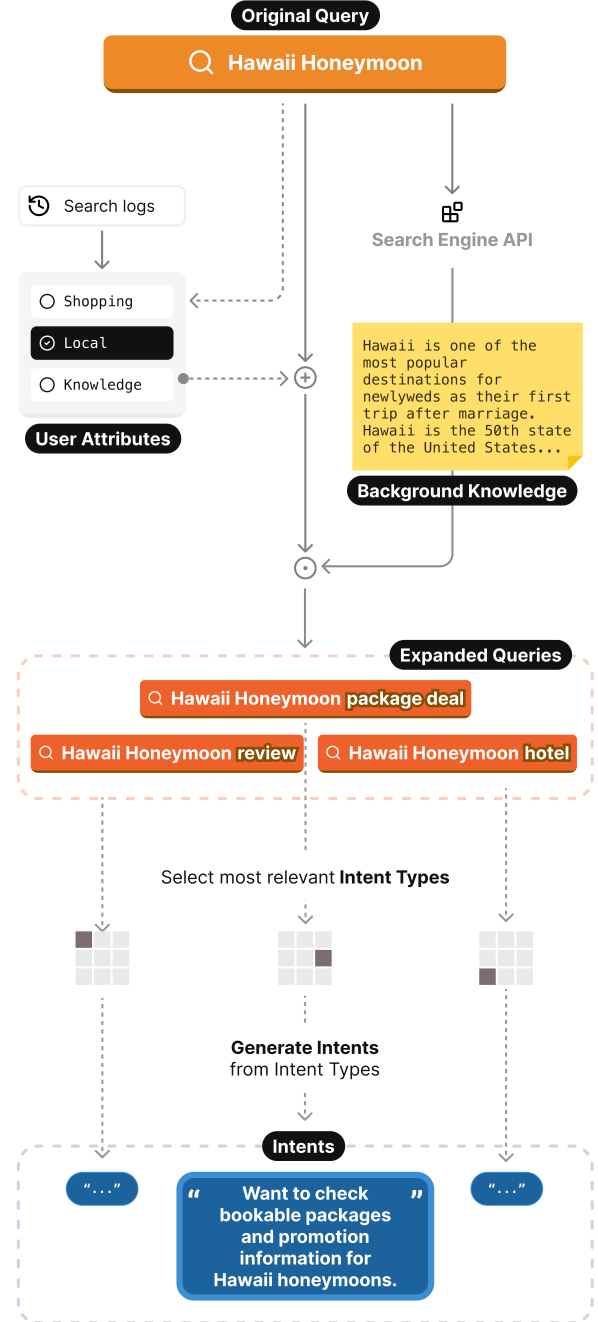 Original Query
Hawaii Honeymoon
Search logs
Search Engine API
Shopping
Local
Knowledge
User Attributes
Hawaii is one of the
most popular
destinations for
newlyweds as their first
trip after marriage.
Hawaii is the 50th state
of the United States...
Background Knowledge
Expanded Queries
Hawaii Honeymoon package deal
Hawaii Honeymoon review
Hawaii Honeymoon hotel
Select most relevant Intent Types
Generate Intents
from Intent Types
Intents
“...”
“ Want to check ”
bookable packages
and promotion
information for
Hawaii honeymoons.
“...”